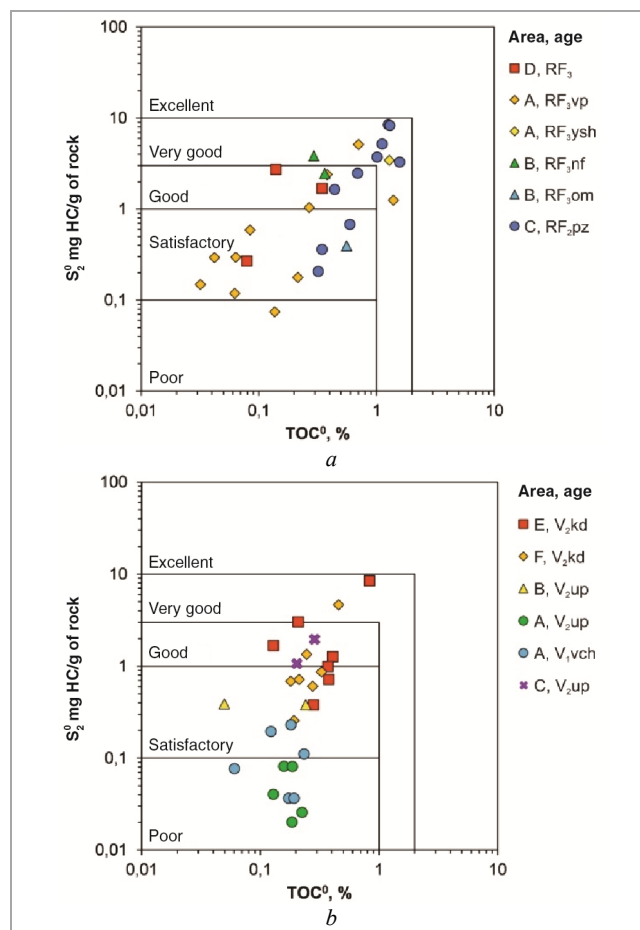 100
10
1
0,1
0,01
S₂⁰ mg HC/g of rock
Excellent
Very good
Good
Satisfactory
Poor
0,01 0,1 1 10
TOC⁰, %
Area, age
D, RF₃
A, RF₃vp
A, RF₃ysh
B, RF₃nf
B, RF₃om
C, RF₂pz
a
100
10
1
0,1
0,01
S₂⁰ mg HC/g of rock
Excellent
Very good
Good
Satisfactory
Poor
0,01 0,1 1 10
TOC⁰, %
Area, age
E, V₂kd
F, V₂kd
B, V₂up
A, V₂up
A, V₁vch
C, V₂up
b